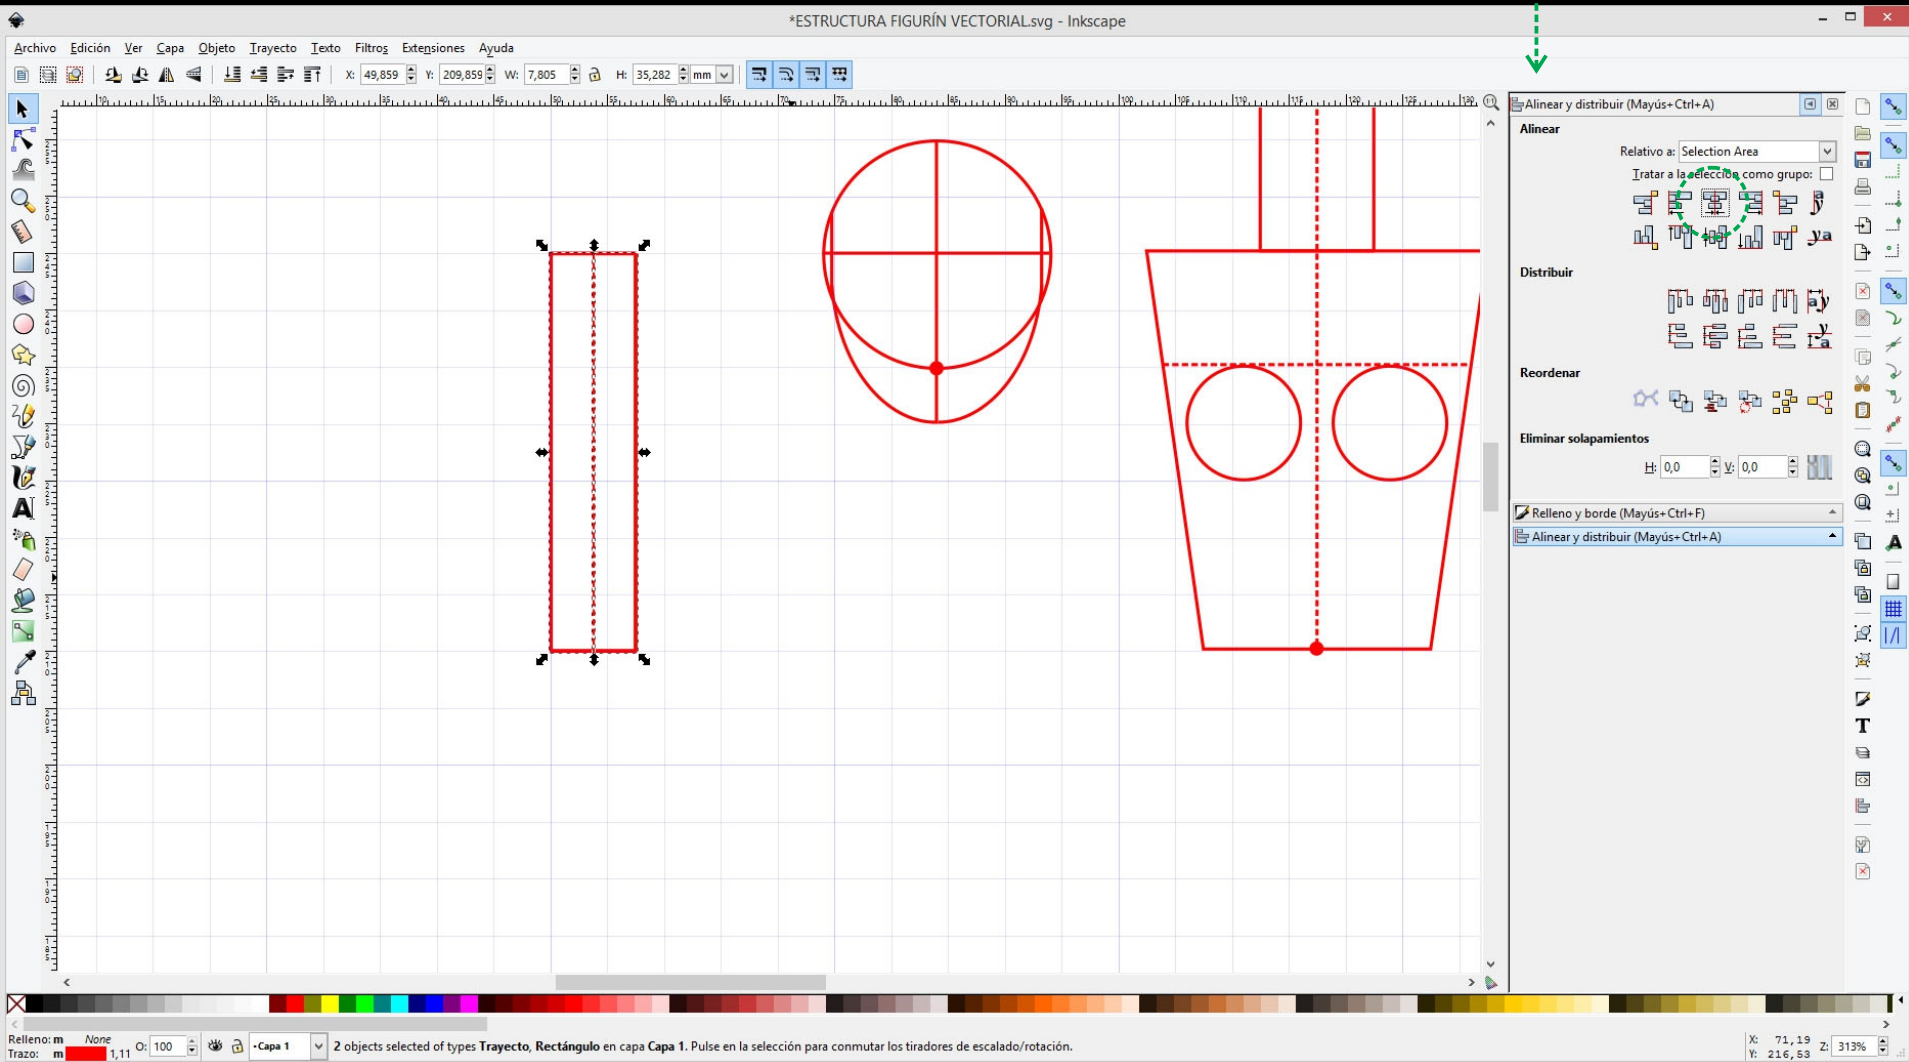 *ESTRUCTURA FIGURÍN VECTORIAL.svg - Inkscape
Archivo Edición Ver Capa Objeto Trayecto Texto Filtros Extensiones Ayuda
X: 49,859 Y: 209,859 W: 7,805 H: 35,282 mm
Alinear y distribuir (Mayús+Ctrl+A)
Alinear
Relativo a: Selection Area
Tratar a la selección como grupo:
Distribuir
Reordenar
Eliminar solapamientos
H: 0,0 V: 0,0
Relleno y borde (Mayús+Ctrl+F)
Alinear y distribuir (Mayús+Ctrl+A)
Relleno: m None
Trazo: m 1,11 O: 100 •Capa 1 2 objects selected of types Trayecto, Rectángulo en capa Capa 1. Pulse en la selección para conmutar los tiradores de escalado/rotación.
X: 71,19
Y: 216,53
Z: 313%